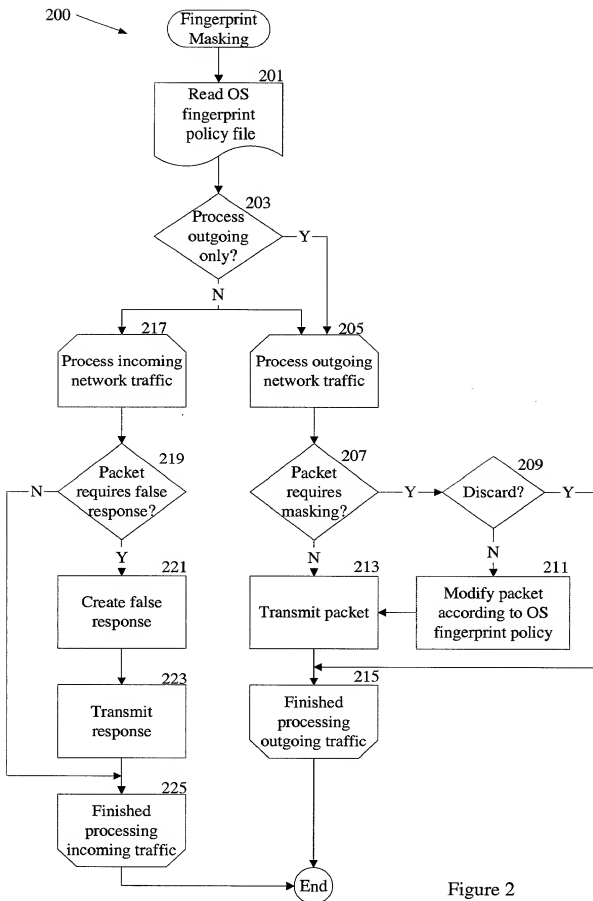 200
Fingerprint
Masking
201
Read OS
fingerprint
policy file
203
Process
outgoing
only?
Y
N
217
Process incoming
network traffic
205
Process outgoing
network traffic
219
Packet
requires false
response?
N
Y
207
Packet
requires
masking?
Y
N
209
Discard?
Y
N
221
Create false
response
213
Transmit packet
211
Modify packet
according to OS
fingerprint policy
223
Transmit
response
215
Finished
processing
outgoing traffic
225
Finished
processing
incoming traffic
End
Figure 2